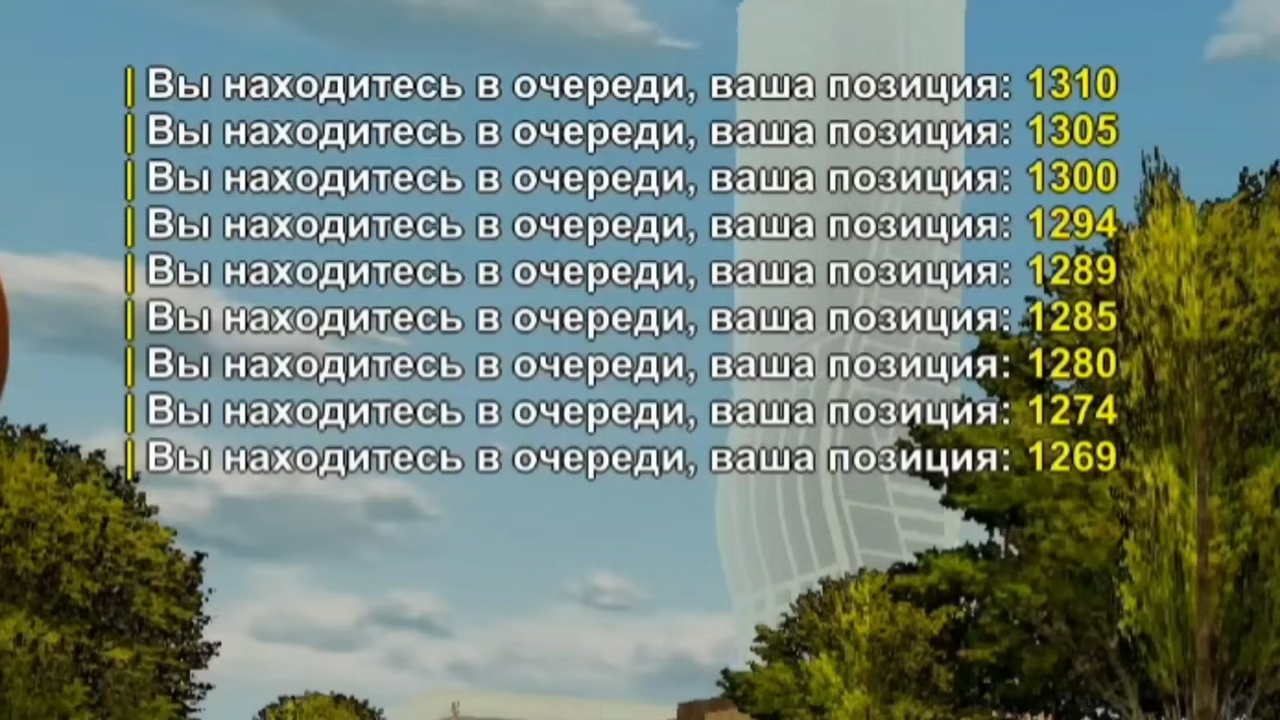 | Вы находитесь в очереди, ваша позиция: 1310
| Вы находитесь в очереди, ваша позиция: 1305
| Вы находитесь в очереди, ваша позиция: 1300
| Вы находитесь в очереди, ваша позиция: 1294
| Вы находитесь в очереди, ваша позиция: 1289
| Вы находитесь в очереди, ваша позиция: 1285
| Вы находитесь в очереди, ваша позиция: 1280
| Вы находитесь в очереди, ваша позиция: 1274
| Вы находитесь в очереди, ваша позиция: 1269